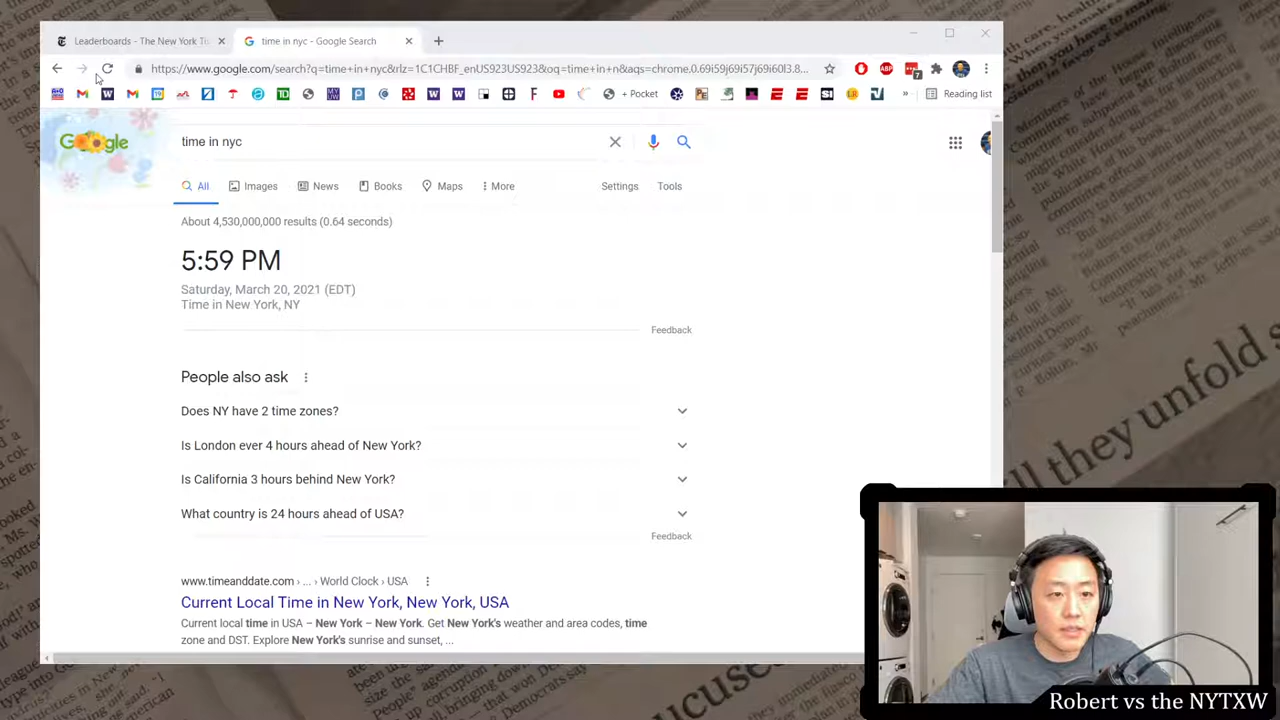 Leaderboards - The New York Ti
time in nyc - Google Search
https://www.google.com/search?q=time+in+nyc&rlz=1C1CHBF_enUS923US923&oq=time+in+n&aqs=chrome.0.69i59j69i57j69i60l3.8...
7
TD
F
+ Pocket
Reading list
Google
time in nyc
All
Images
News
Books
Maps
More
Settings
Tools
About 4,530,000,000 results (0.64 seconds)
5:59 PM
Saturday, March 20, 2021 (EDT)
Time in New York, NY
Feedback
People also ask
Does NY have 2 time zones?
Is London ever 4 hours ahead of New York?
Is California 3 hours behind New York?
What country is 24 hours ahead of USA?
Feedback
www.timeanddate.com › ... › World Clock › USA
Current Local Time in New York, New York, USA
Current local time in USA – New York – New York. Get New York's weather and area codes, time
zone and DST. Explore New York's sunrise and sunset, ...
they unfold
Robert vs the NYTXW